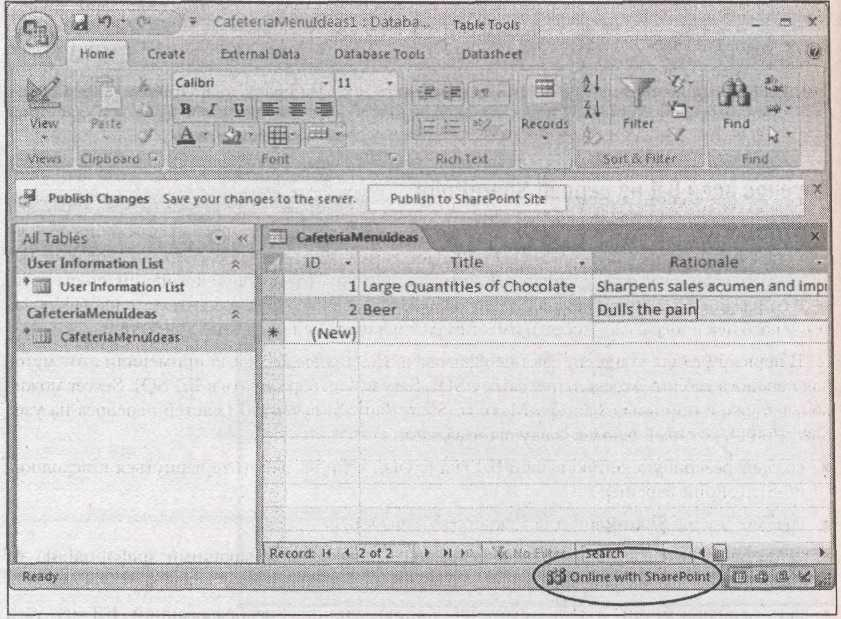 CafeteriaMenuIdeas1 : Databa... Table Tools
Home Create External Data Database Tools Datasheet
Calibri 11
B I U
View Paste Records Filter Find
Views Clipboard Font Rich Text Sort & Filter Find
Publish Changes Save your changes to the server. Publish to SharePoint Site
All Tables CafeteriaMenuIdeas
User Information List ID Title Rationale
User Information List 1 Large Quantities of Chocolate Sharpens sales acumen and impr
CafeteriaMenuIdeas 2 Beer Dulls the pain
CafeteriaMenuIdeas * (New)
Record: 2 of 2 No Filter Search
Ready Online with SharePoint